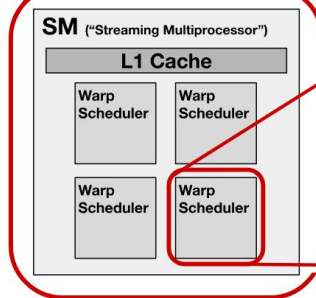 SM ("Streaming Multiprocessor")
L1 Cache
Warp
Scheduler
Warp
Scheduler
Warp
Scheduler
Warp
Scheduler